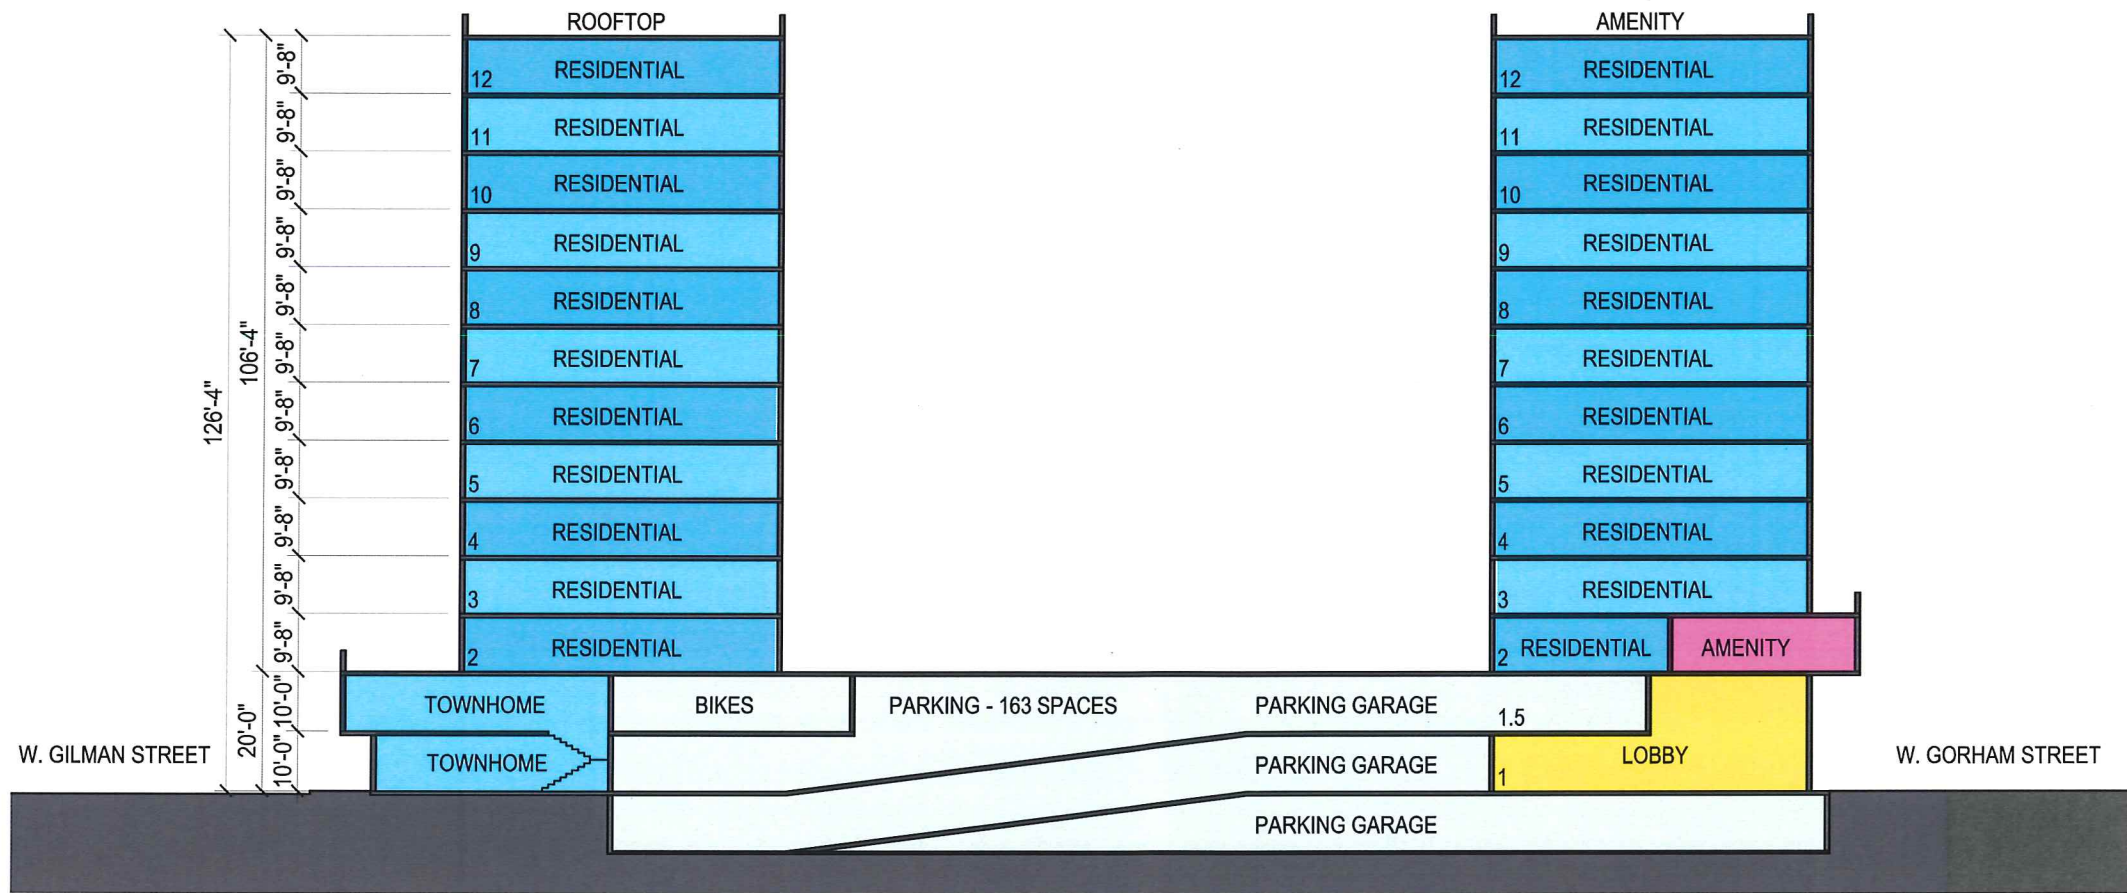 ROOFTOP
AMENITY
9'-8"
12 RESIDENTIAL
12 RESIDENTIAL
9'-8"
11 RESIDENTIAL
11 RESIDENTIAL
9'-8"
10 RESIDENTIAL
10 RESIDENTIAL
9'-8"
9 RESIDENTIAL
9 RESIDENTIAL
9'-8"
8 RESIDENTIAL
8 RESIDENTIAL
126'-4"
106'-4"
9'-8"
7 RESIDENTIAL
7 RESIDENTIAL
9'-8"
6 RESIDENTIAL
6 RESIDENTIAL
9'-8"
5 RESIDENTIAL
5 RESIDENTIAL
9'-8"
4 RESIDENTIAL
4 RESIDENTIAL
9'-8"
3 RESIDENTIAL
3 RESIDENTIAL
9'-8"
2 RESIDENTIAL
2 RESIDENTIAL
AMENITY
20'-0"
10'-0"
TOWNHOME
BIKES
PARKING - 163 SPACES
PARKING GARAGE
1.5
W. GILMAN STREET
10'-0"
TOWNHOME
PARKING GARAGE
1 LOBBY
W. GORHAM STREET
PARKING GARAGE